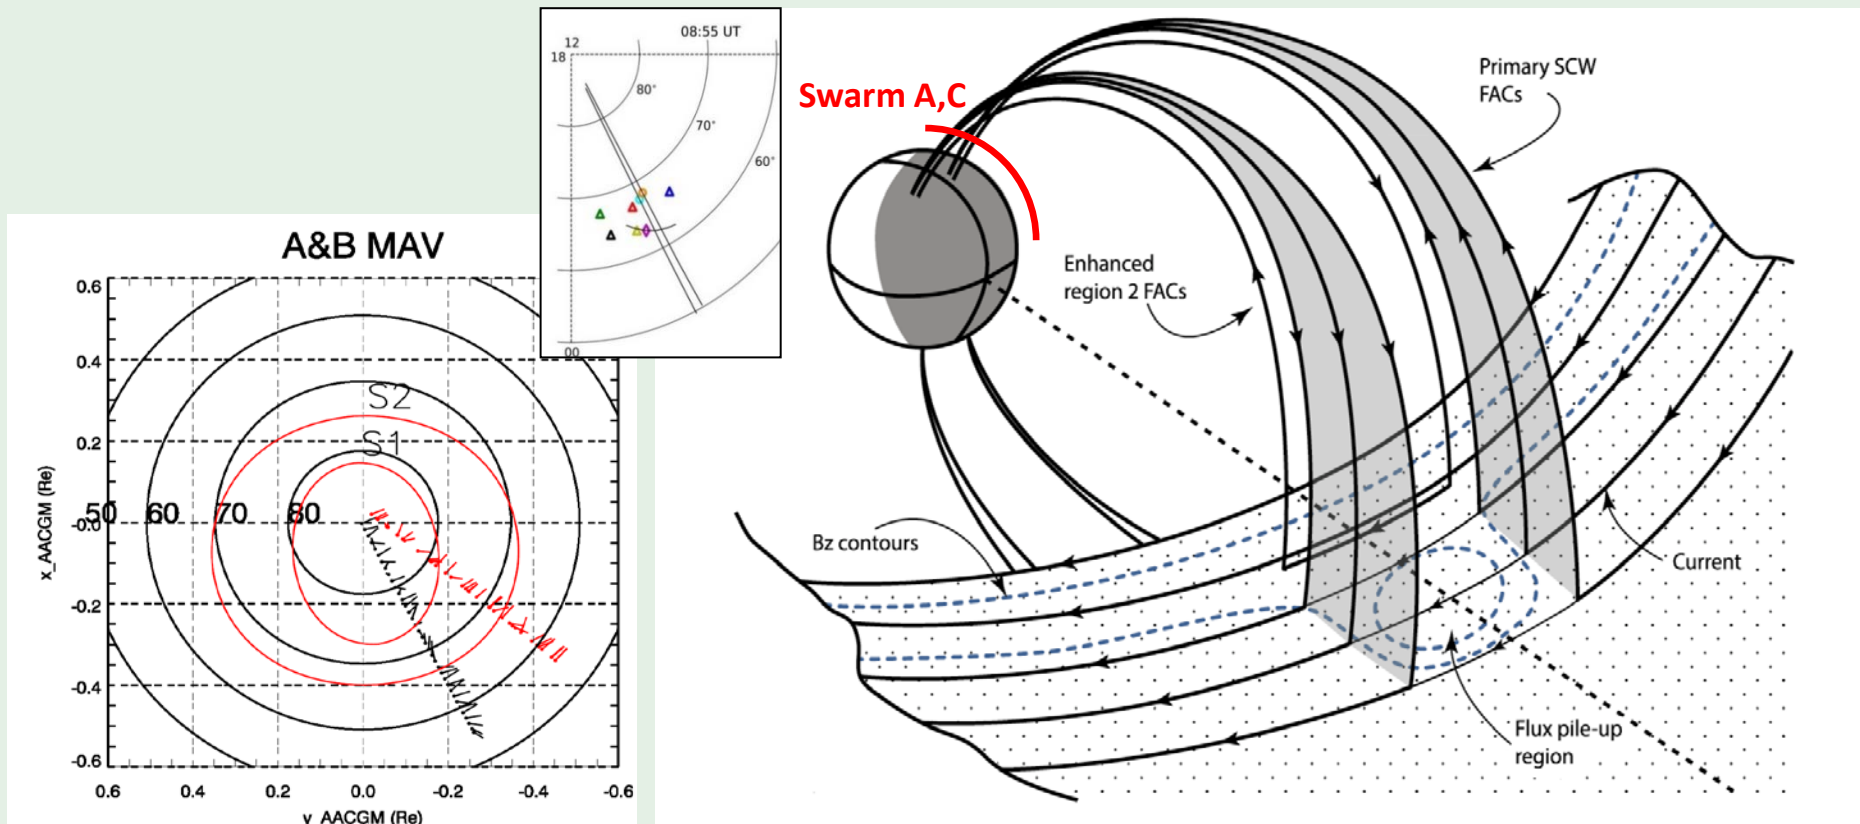 08:55 UT
12
18
80°
70°
60°
00
Swarm A,C
Primary SCW
FACs
Enhanced
region 2 FACs
Bz contours
Current
Flux pile-up
region
A&B MAV
0.6
0.4
0.2
-0.0
-0.2
-0.4
-0.6
x_AACGM (Re)
S2
S1
50 60 70 80
0.6 0.4 0.2 0.0 -0.2 -0.4 -0.6
y_AACGM (Re)